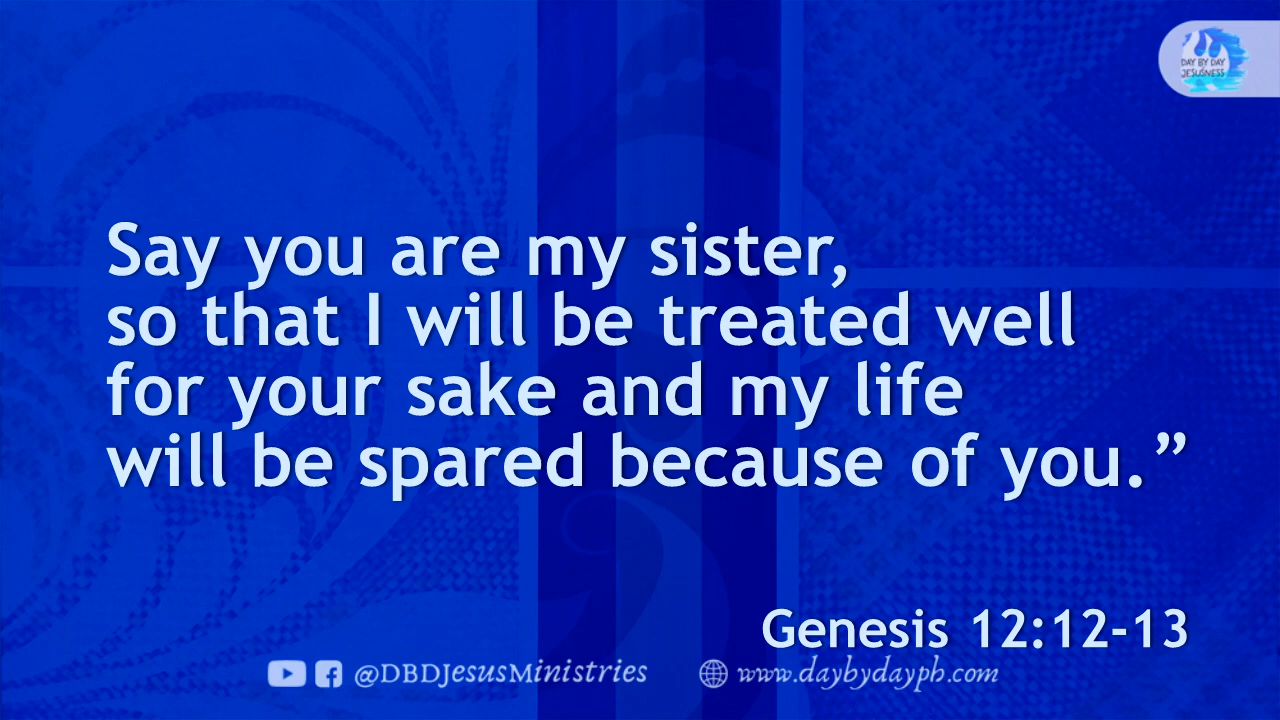 DAY BY DAY
JESUSNESS
Say you are my sister,
so that I will be treated well
for your sake and my life
will be spared because of you.”
Genesis 12:12-13
@DBDJesusMinistries
www.daybydayph.com